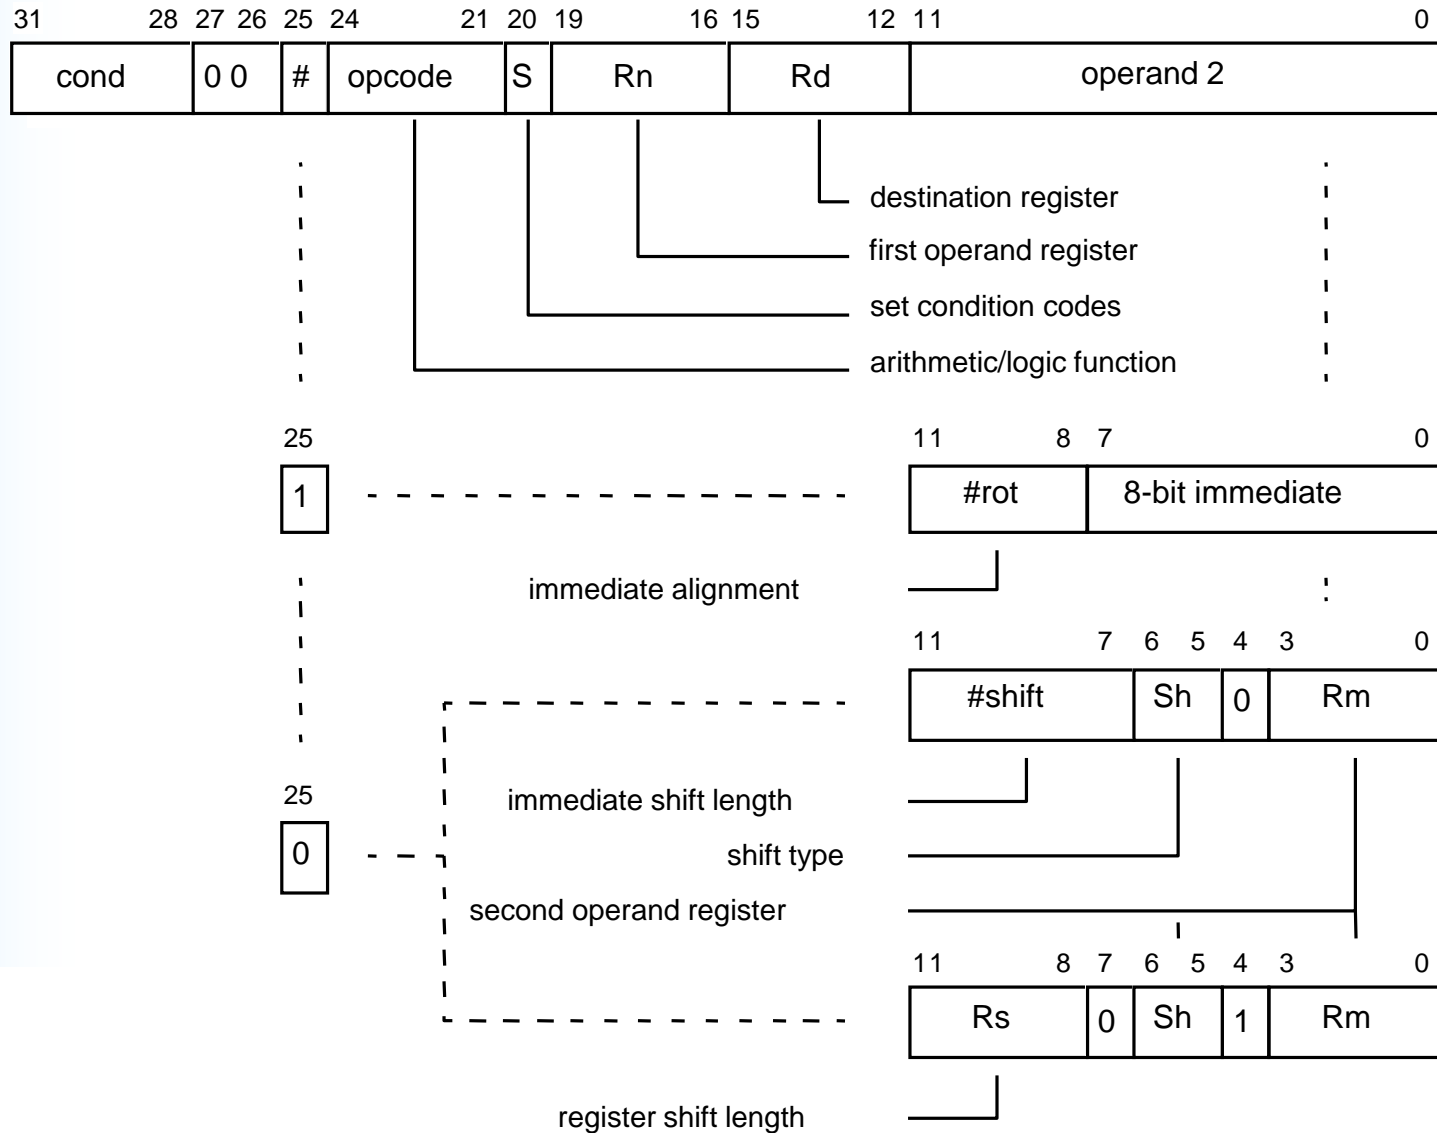 31 28 27 26 25 24 21 20 19 16 15 12 11 0
cond 0 0 # opcode S Rn Rd operand 2
destination register
first operand register
set condition codes
arithmetic/logic function
25 11 8 7 0
1 #rot 8-bit immediate
immediate alignment
11 7 6 5 4 3 0
#shift Sh 0 Rm
25 immediate shift length
0 shift type
second operand register
11 8 7 6 5 4 3 0
Rs 0 Sh 1 Rm
register shift length